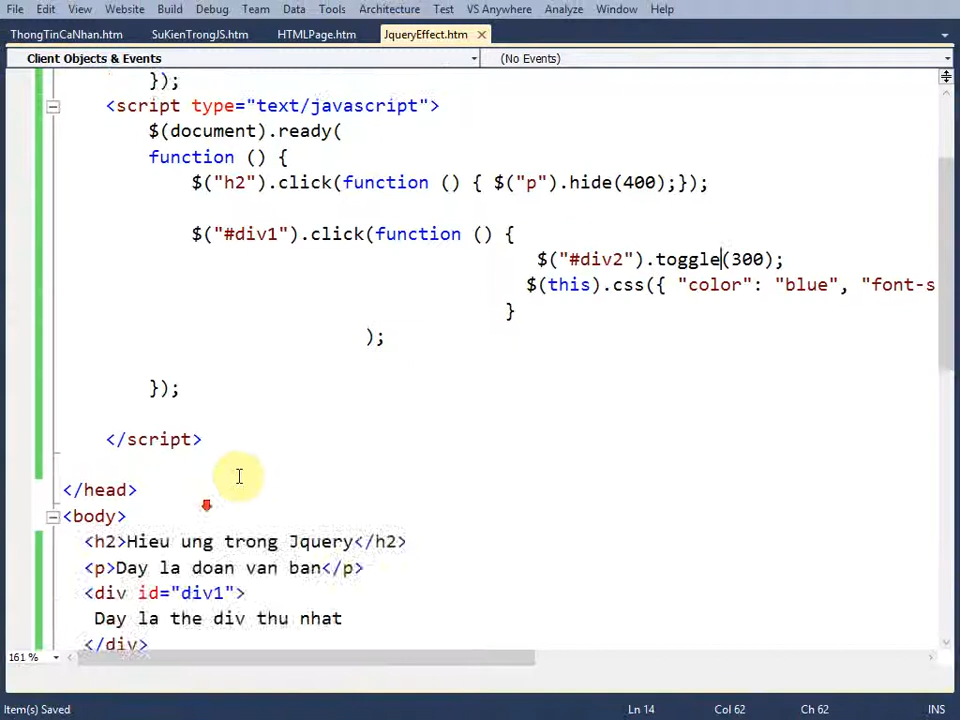 File Edit View Website Build Debug Team Data Tools Architecture Test VS Anywhere Analyze Window Help
ThongTinCaNhan.htm SuKienTrongJS.htm HTMLPage.htm JqueryEffect.htm
Client Objects & Events (No Events)
});
<script type="text/javascript">
$(document).ready(
function () {
$("h2").click(function () { $("p").hide(400);});
$("#div1").click(function () {
$("#div2").toggle(300);
$(this).css({ "color": "blue", "font-s
}
);
});
</script>
</head>
<body>
<h2>Hieu ung trong Jquery</h2>
<p>Day la doan van ban</p>
<div id="div1">
Day la the div thu nhat
</div>
161 %
Item(s) Saved Ln 14 Col 62 Ch 62 INS